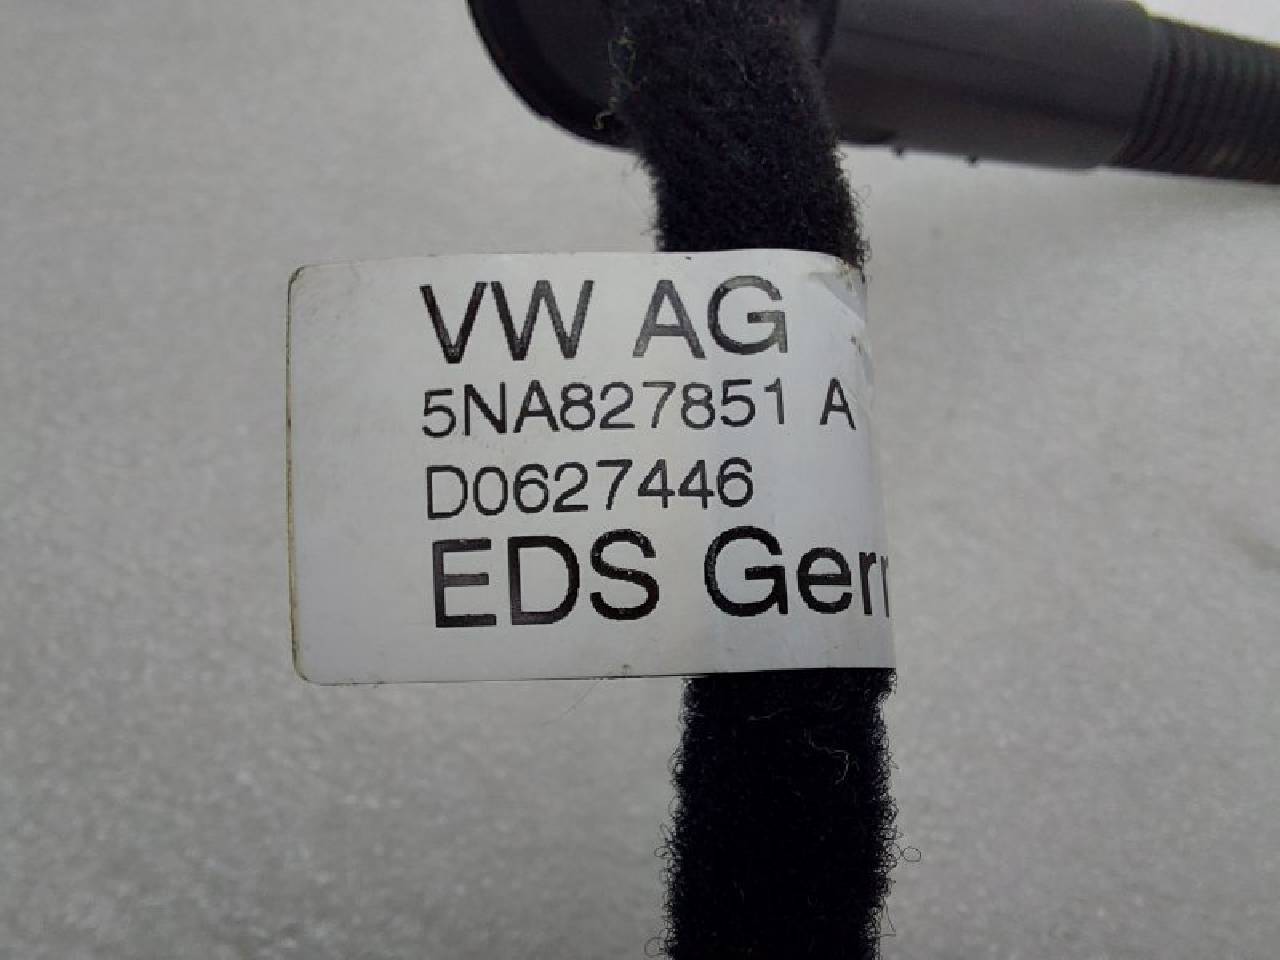 VW AG
5NA827851 A
D0627446
EDS Ger